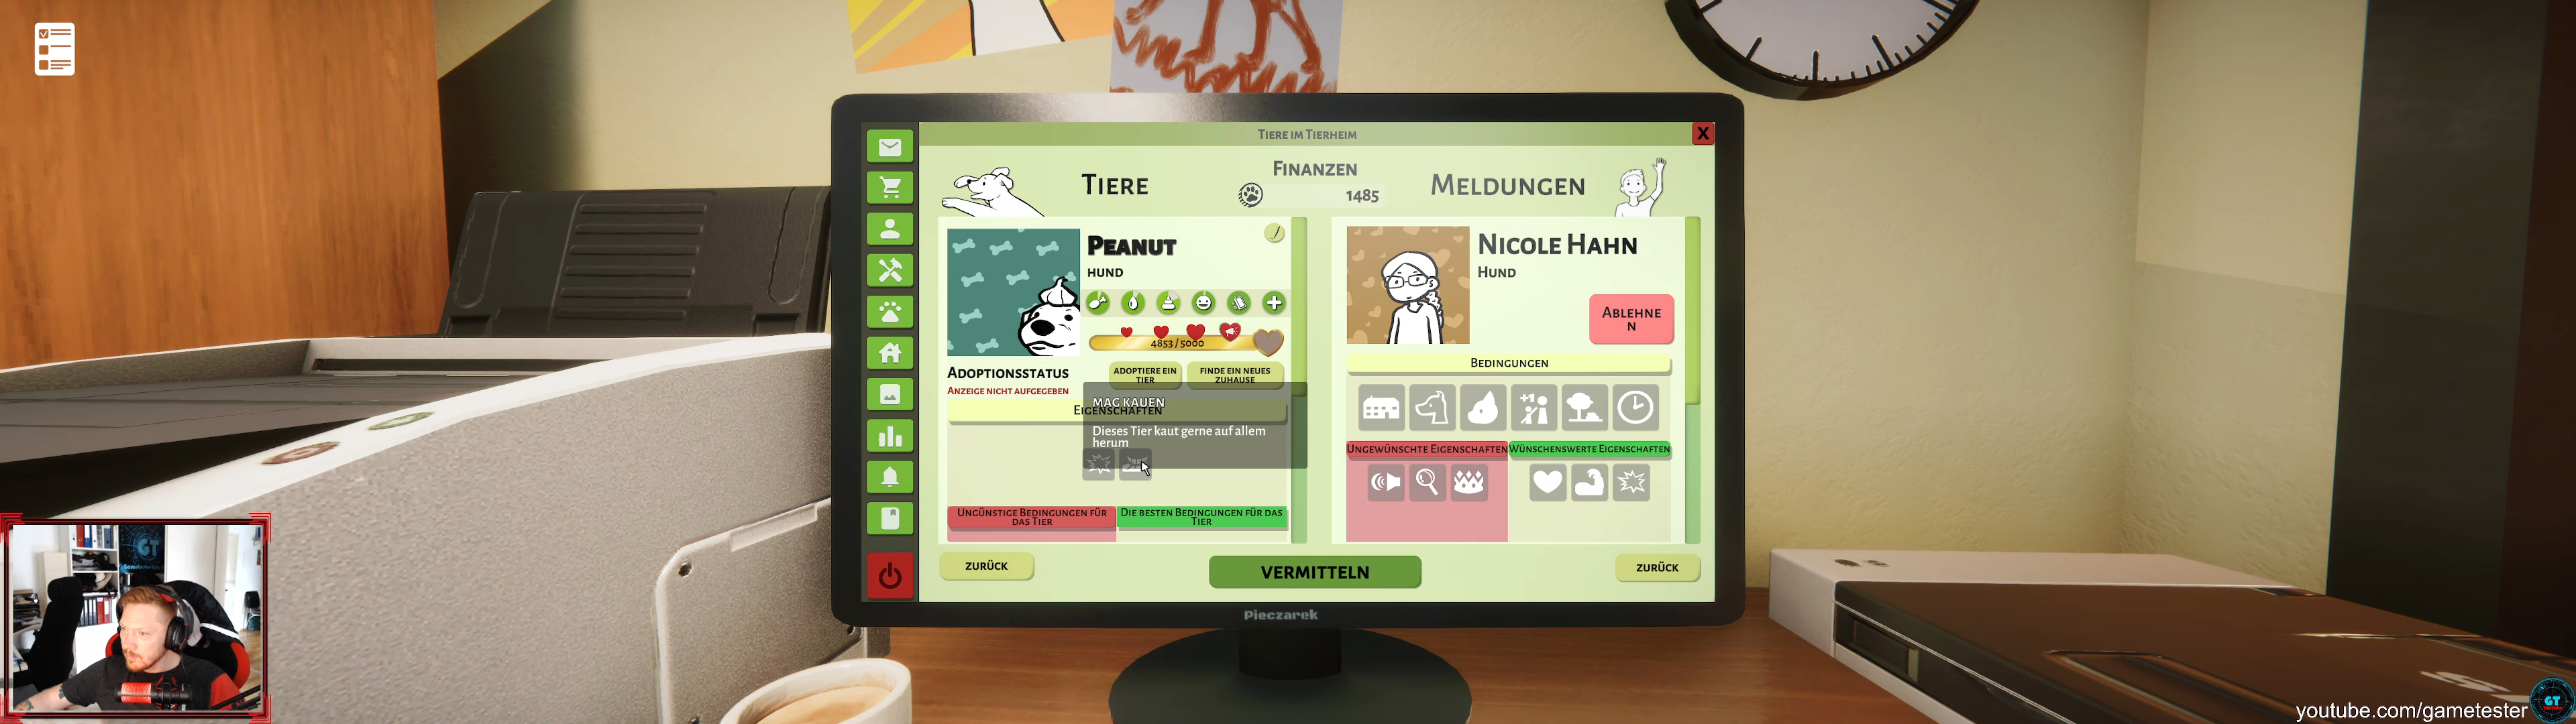 TIERE IM TIERHEIM
X
TIERE
FINANZEN
1485
MELDUNGEN
PEANUT
HUND
4853 / 5000
ADOPTIONSSTATUS
ANZEIGE NICHT AUFGEGEBEN
ADOPTIERE EIN
TIER
FINDE EIN NEUES
ZUHAUSE
EIGENSCHAFTEN
MAG KAUEN
Dieses Tier kaut gerne auf allem
herum
UNGÜNSTIGE BEDINGUNGEN FÜR
DAS TIER
DIE BESTEN BEDINGUNGEN FÜR DAS
TIER
ZURÜCK
VERMITTELN
NICOLE HAHN
HUND
ABLEHNE
N
BEDINGUNGEN
+1
UNGEWÜNSCHTE EIGENSCHAFTEN
WÜNSCHENSWERTE EIGENSCHAFTEN
ZURÜCK
Pieczarek
GT
youtube.com/gametester
GT